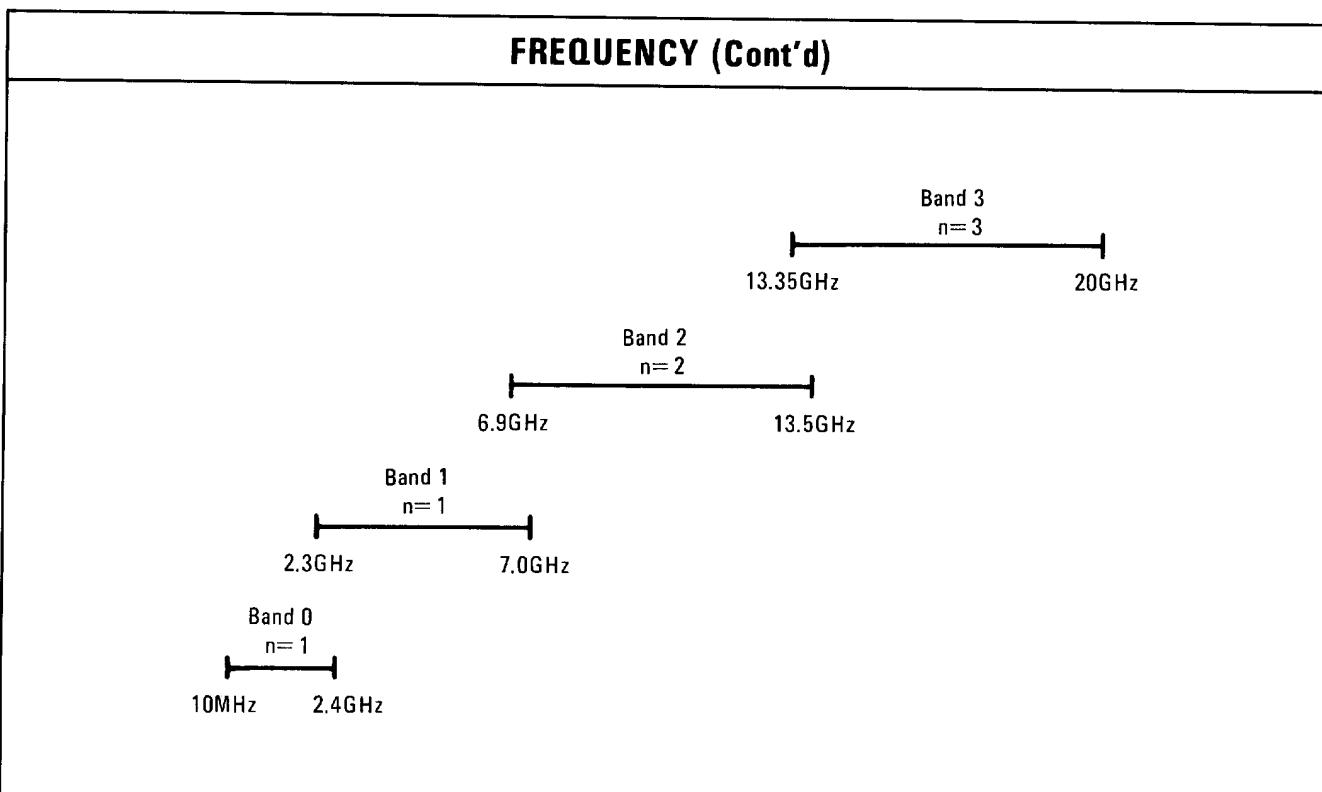 FREQUENCY (Cont'd)
Band 3
n= 3
13.35GHz 20GHz
Band 2
n= 2
6.9GHz 13.5GHz
Band 1
n= 1
2.3GHz 7.0GHz
Band 0
n= 1
10MHz 2.4GHz